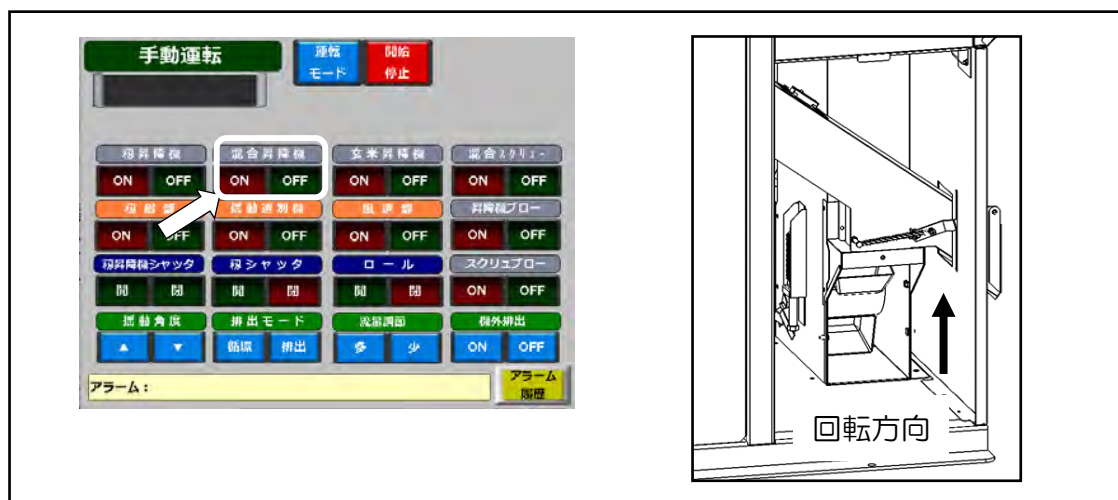 手動運転
運転
モード
開始
停止
籾昇降機 混合昇降機 玄米昇降機 混合スクリュー
ON OFF ON OFF ON OFF ON OFF
揺動選別機 風選部 昇降機ブロー
ON OFF ON OFF ON OFF ON OFF
籾昇降機シャッタ 籾シャッタ ロール スクリュブロー
開 閉 開 閉 開 閉 ON OFF
揺動角度 排出モード 流量調節 機外排出
▲ ▼ 循環 排出 多 少 ON OFF
アラーム：
アラーム
履歴
回転方向